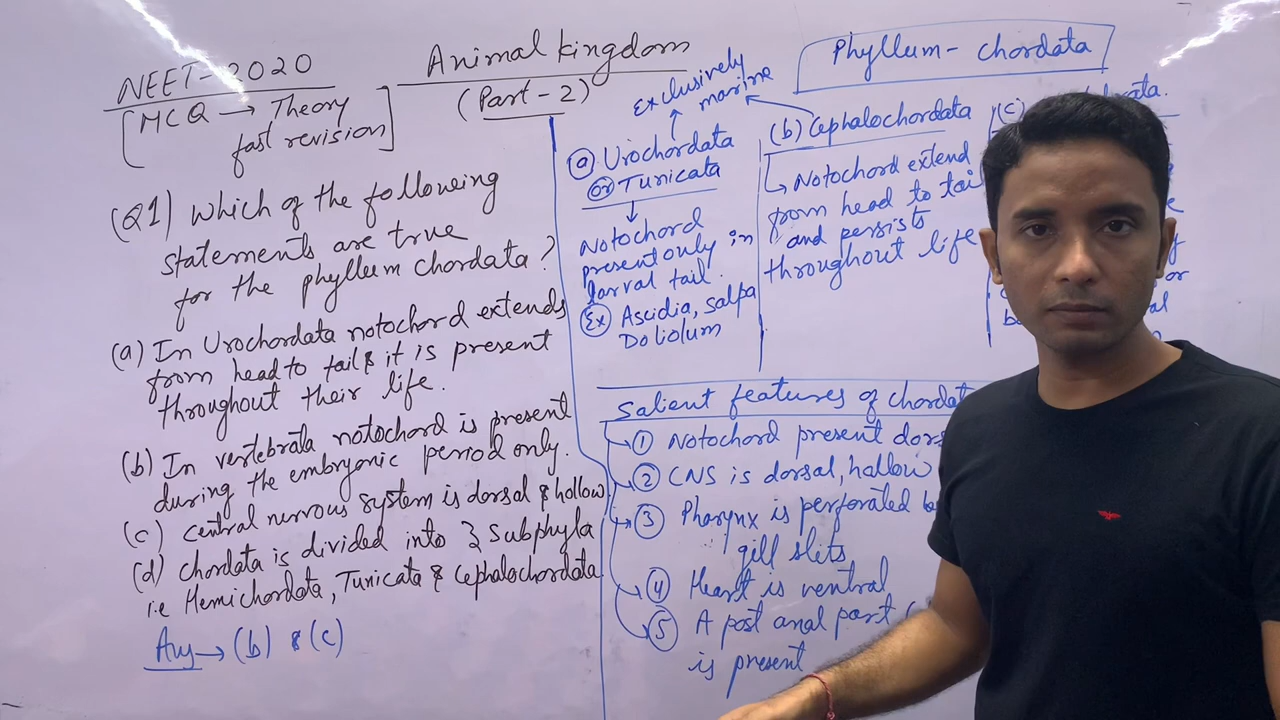 NEET-2020
[MCQ → Theory
fast revision]
Animal kingdom
(Part-2)
(Q1) Which of the following
statements are true
for the phyllum chordata?
(a) In Urochordata notochord extends
from head to tail & it is present
throughout their life.
(b) In vertebrata notochord is present
during the embryonic period only.
(c) central nervous system is dorsal & hollow
(d) chordata is divided into 3 subphyla
i.e Hemichordata, Tunicata & Cephalochordata
Ans → (b) & (c)
Phyllum - chordata
Exclusively
marine
(a) Urochordata
or Tunicata
Notochord
present only in
larval tail.
Ex Ascidia, Salpa
Doliolum
(b) Cephalochordata
Notochord extend
from head to tail
and persists
throughout life
(c)
Salient features of chordat
1 Notochord present dors
2 CNS is dorsal, hallow
3 Pharynx is perforated
gill slits
4 Heart is ventral
5 A post anal part
is present